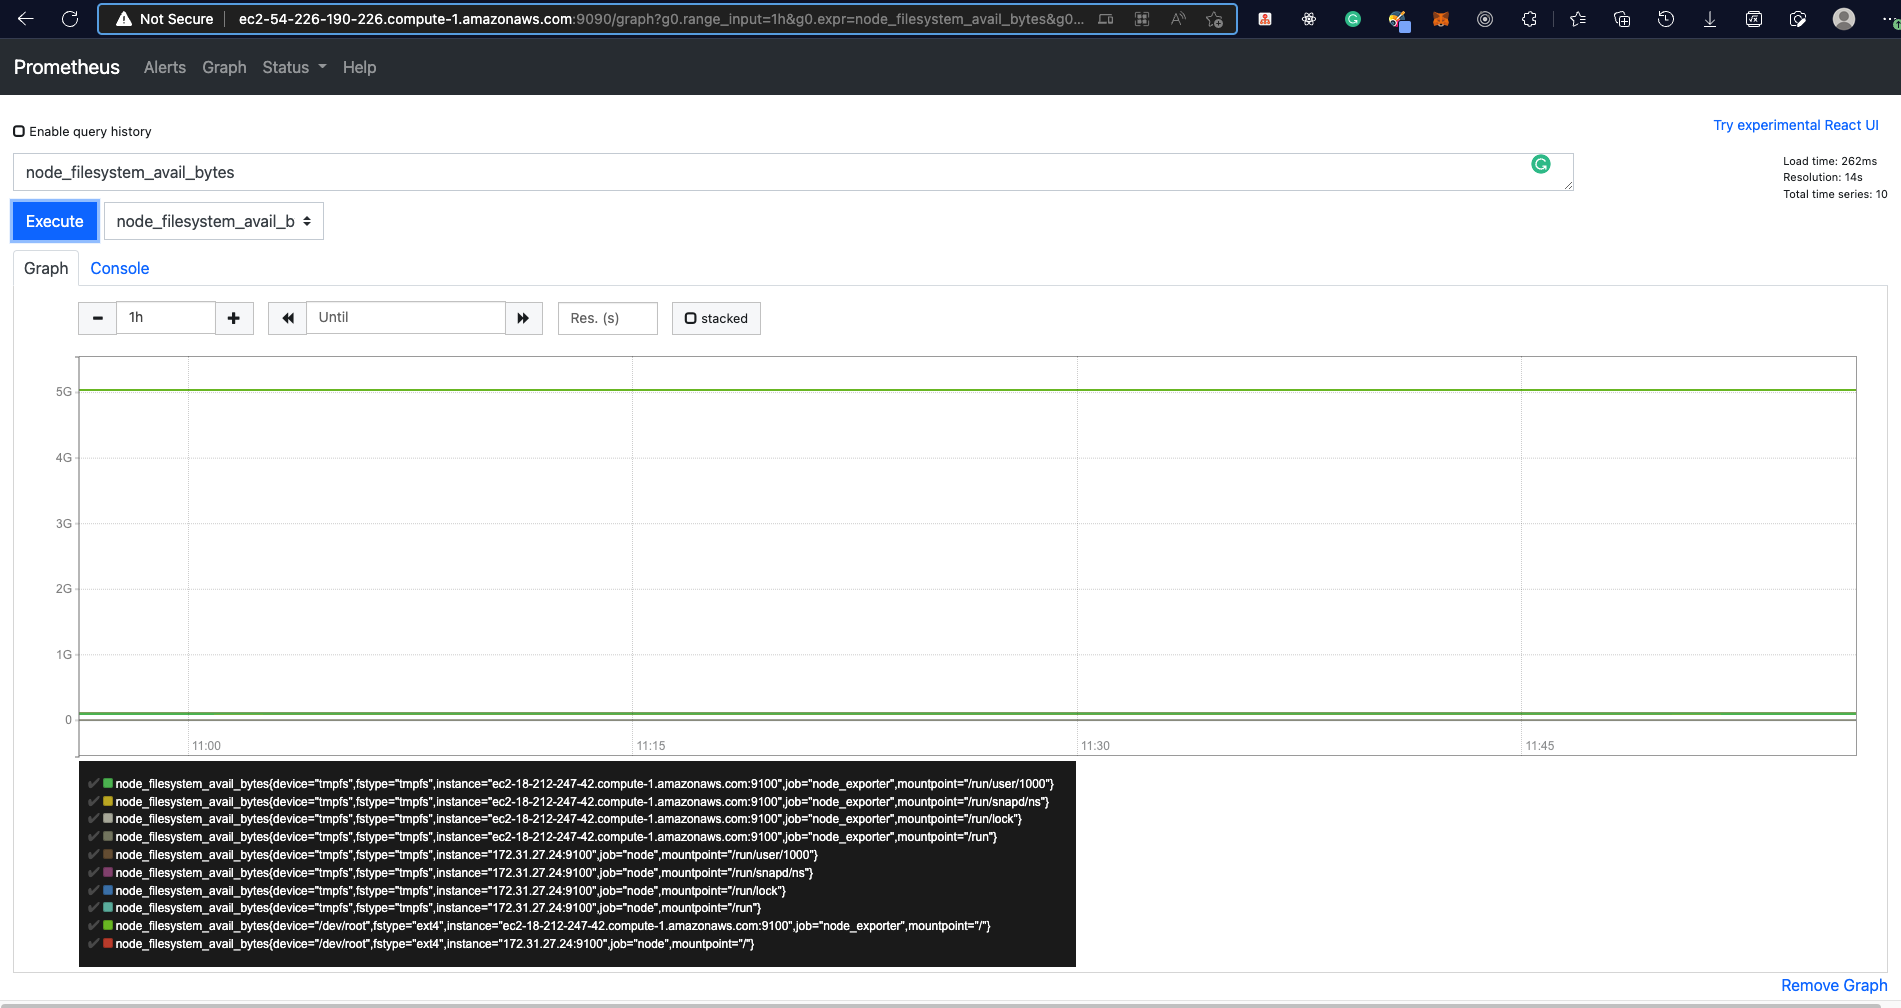 Not Secure ec2-54-226-190-226.compute-1.amazonaws.com:9090/graph?g0.range_input=1h&g0.expr=node_filesystem_avail_bytes&g0...
Prometheus Alerts Graph Status Help
Enable query history
Try experimental React UI
node_filesystem_avail_bytes
Load time: 262ms
Resolution: 14s
Total time series: 10
Execute node_filesystem_avail_b
Graph Console
1h Until Res. (s) stacked
5G
4G
3G
2G
1G
0
11:00 11:15 11:30 11:45
node_filesystem_avail_bytes{device="tmpfs",fstype="tmpfs",instance="ec2-18-212-247-42.compute-1.amazonaws.com:9100",job="node_exporter",mountpoint="/run/user/1000"}
node_filesystem_avail_bytes{device="tmpfs",fstype="tmpfs",instance="ec2-18-212-247-42.compute-1.amazonaws.com:9100",job="node_exporter",mountpoint="/run/snapd/ns"}
node_filesystem_avail_bytes{device="tmpfs",fstype="tmpfs",instance="ec2-18-212-247-42.compute-1.amazonaws.com:9100",job="node_exporter",mountpoint="/run/lock"}
node_filesystem_avail_bytes{device="tmpfs",fstype="tmpfs",instance="ec2-18-212-247-42.compute-1.amazonaws.com:9100",job="node_exporter",mountpoint="/run"}
node_filesystem_avail_bytes{device="tmpfs",fstype="tmpfs",instance="172.31.27.24:9100",job="node",mountpoint="/run/user/1000"}
node_filesystem_avail_bytes{device="tmpfs",fstype="tmpfs",instance="172.31.27.24:9100",job="node",mountpoint="/run/snapd/ns"}
node_filesystem_avail_bytes{device="tmpfs",fstype="tmpfs",instance="172.31.27.24:9100",job="node",mountpoint="/run/lock"}
node_filesystem_avail_bytes{device="tmpfs",fstype="tmpfs",instance="172.31.27.24:9100",job="node",mountpoint="/run"}
node_filesystem_avail_bytes{device="/dev/root",fstype="ext4",instance="ec2-18-212-247-42.compute-1.amazonaws.com:9100",job="node_exporter",mountpoint="/"}
node_filesystem_avail_bytes{device="/dev/root",fstype="ext4",instance="172.31.27.24:9100",job="node",mountpoint="/"}
Remove Graph